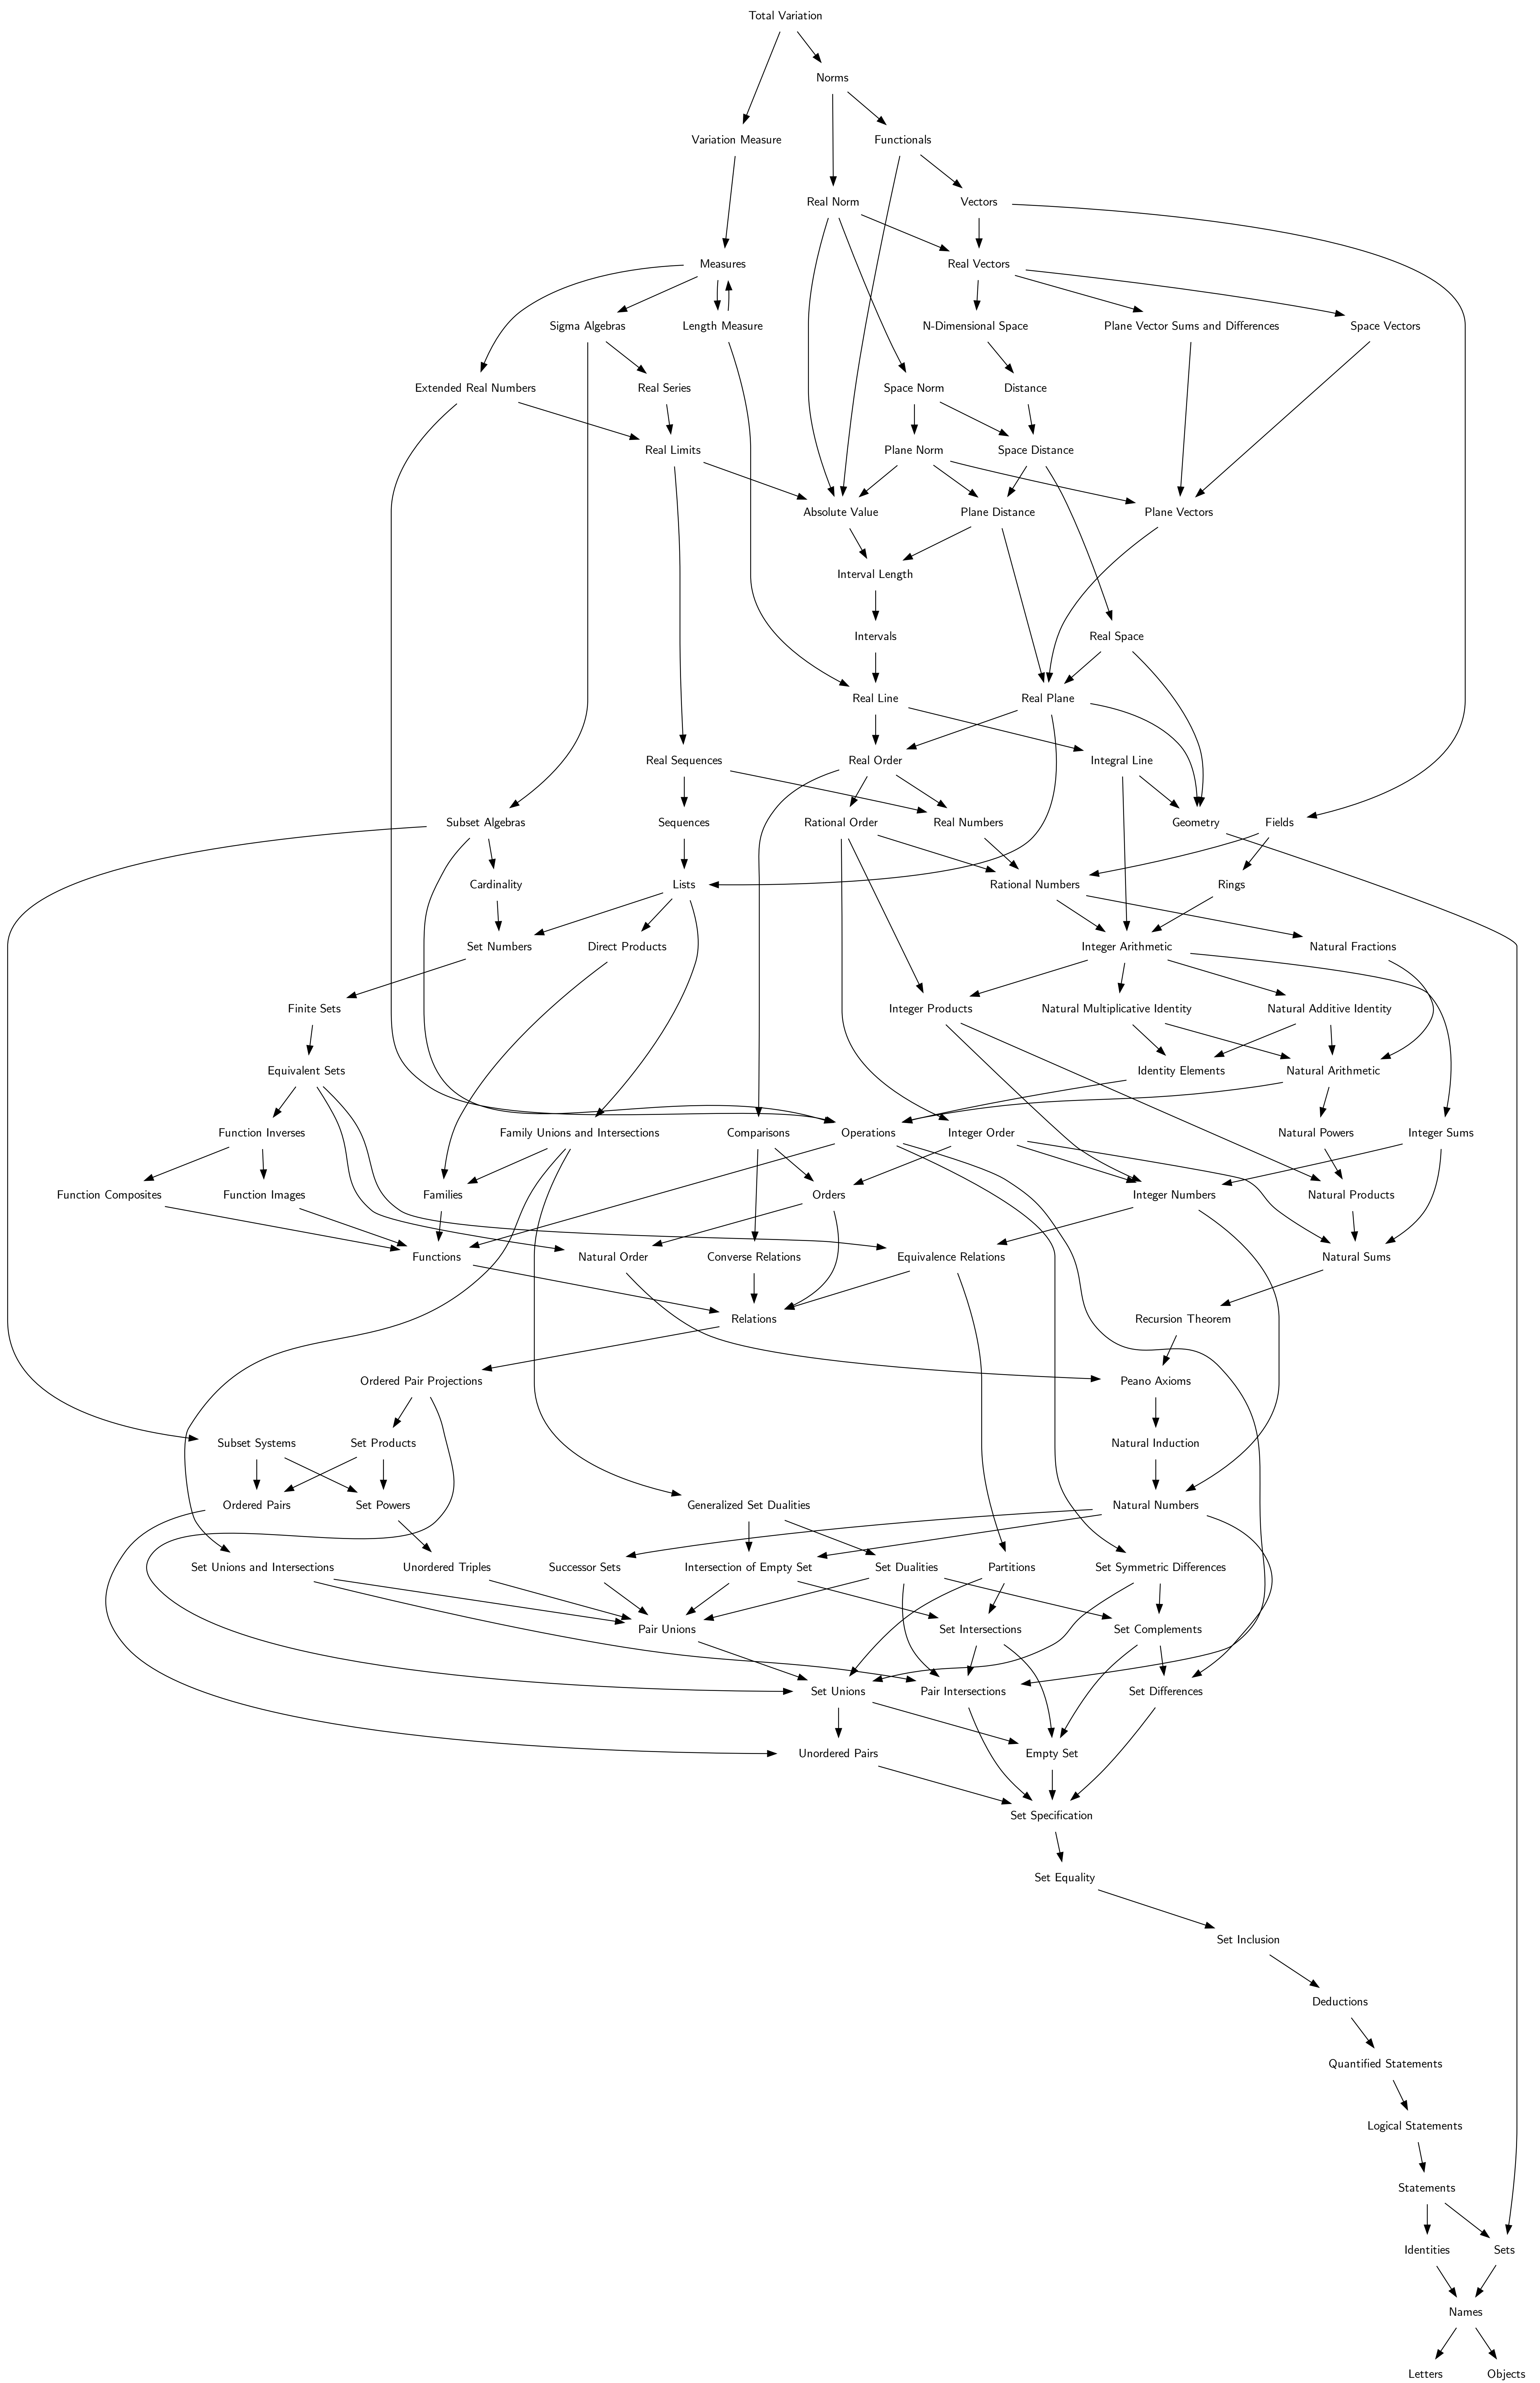 Total Variation
Norms
Variation Measure
Functionals
Real Norm
Vectors
Measures
Real Vectors
Sigma Algebras
Length Measure
N-Dimensional Space
Plane Vector Sums and Differences
Space Vectors
Extended Real Numbers
Real Series
Space Norm
Distance
Real Limits
Plane Norm
Space Distance
Absolute Value
Plane Distance
Plane Vectors
Interval Length
Intervals
Real Space
Real Line
Real Plane
Real Sequences
Real Order
Integral Line
Subset Algebras
Sequences
Rational Order
Real Numbers
Geometry
Fields
Cardinality
Lists
Rational Numbers
Rings
Set Numbers
Direct Products
Integer Arithmetic
Natural Fractions
Finite Sets
Integer Products
Natural Multiplicative Identity
Natural Additive Identity
Equivalent Sets
Identity Elements
Natural Arithmetic
Function Inverses
Family Unions and Intersections
Comparisons
Operations
Integer Order
Natural Powers
Integer Sums
Function Composites
Function Images
Families
Orders
Integer Numbers
Natural Products
Functions
Natural Order
Converse Relations
Equivalence Relations
Natural Sums
Relations
Recursion Theorem
Ordered Pair Projections
Peano Axioms
Subset Systems
Set Products
Natural Induction
Ordered Pairs
Set Powers
Generalized Set Dualities
Natural Numbers
Set Unions and Intersections
Unordered Triples
Successor Sets
Intersection of Empty Set
Set Dualities
Partitions
Set Symmetric Differences
Pair Unions
Set Intersections
Set Complements
Set Unions
Pair Intersections
Set Differences
Unordered Pairs
Empty Set
Set Specification
Set Equality
Set Inclusion
Deductions
Quantified Statements
Logical Statements
Statements
Identities
Sets
Names
Letters
Objects